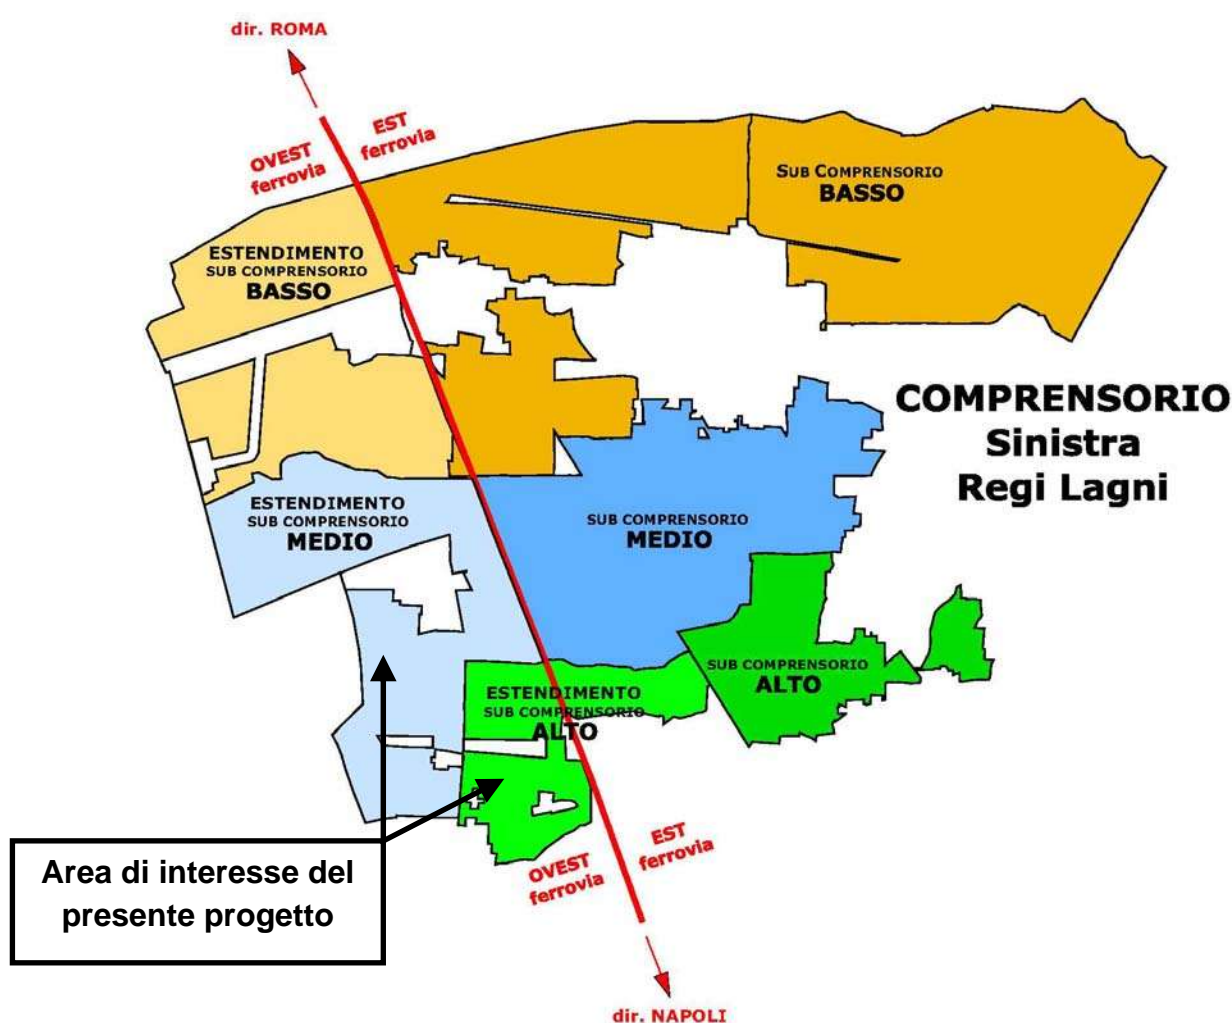 dir. ROMA
EST
ferrovia
OVEST
ferrovia
SUB COMPRENSORIO
BASSO
ESTENDIMENTO
SUB COMPRENSORIO
BASSO
COMPRENSORIO
Sinistra
Regi Lagni
ESTENDIMENTO
SUB COMPRENSORIO
MEDIO
SUB COMPRENSORIO
MEDIO
SUB COMPRENSORIO
ALTO
ESTENDIMENTO
SUB COMPRENSORIO
ALTO
EST
ferrovia
OVEST
ferrovia
Area di interesse del
presente progetto
dir. NAPOLI